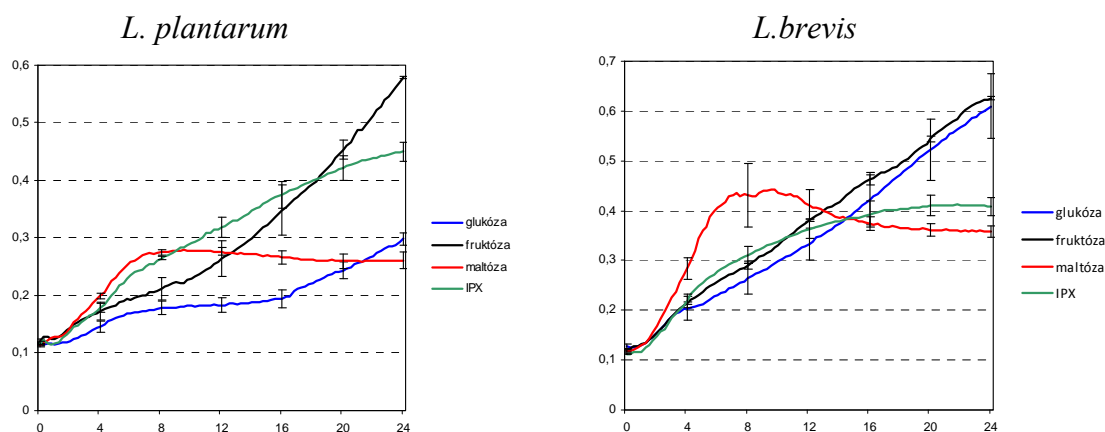 L. plantarum
0,6
0,5
0,4
0,3
0,2
0,1
0
0 4 8 12 16 20 24
glukóza
fruktóza
maltóza
IPX
L.brevis
0,7
0,6
0,5
0,4
0,3
0,2
0,1
0
0 4 8 12 16 20 24
glukóza
fruktóza
maltóza
IPX